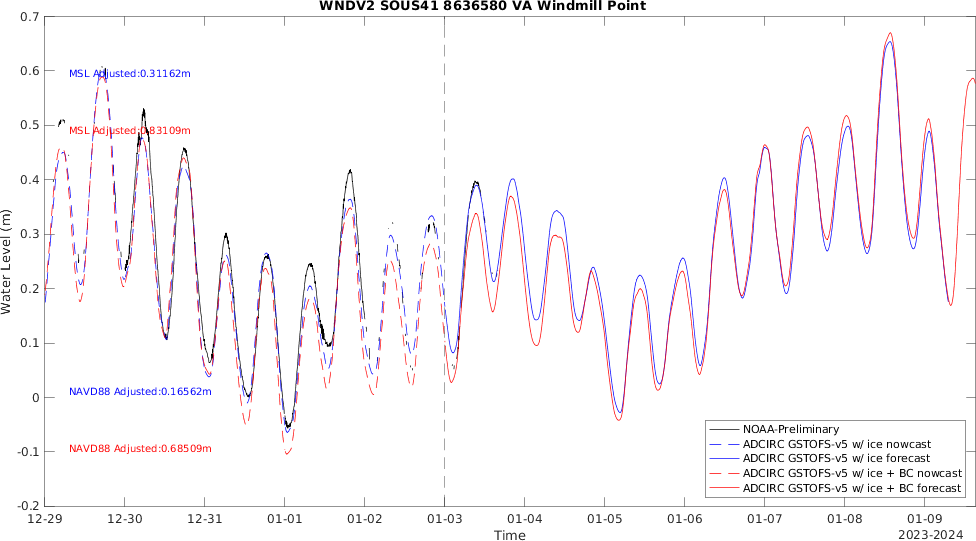 WNDV2 SOUS41 8636580 VA Windmill Point
0.7
0.6
0.5
0.4
0.3
0.2
0.1
0
-0.1
-0.2
Water Level (m)
MSL Adjusted:0.31162m
MSL Adjusted:0.83109m
NAVD88 Adjusted:0.16562m
NAVD88 Adjusted:0.68509m
NOAA-Preliminary
ADCIRC GSTOFS-v5 w/ ice nowcast
ADCIRC GSTOFS-v5 w/ ice forecast
ADCIRC GSTOFS-v5 w/ ice + BC nowcast
ADCIRC GSTOFS-v5 w/ ice + BC forecast
12-29 12-30 12-31 01-01 01-02 01-03 01-04 01-05 01-06 01-07 01-08 01-09
Time
2023-2024